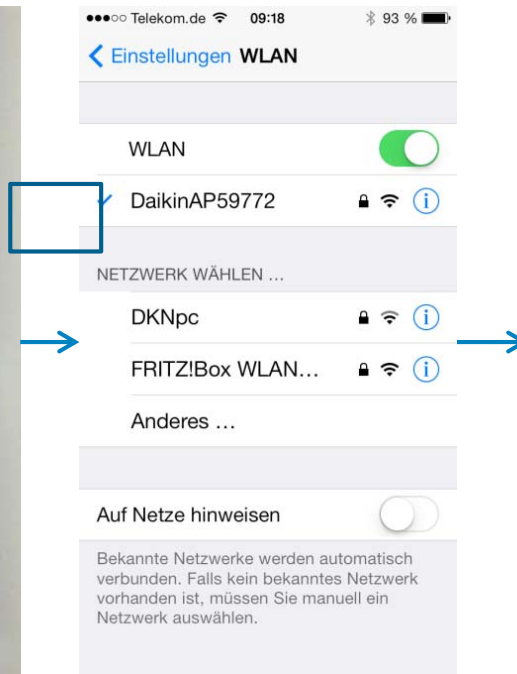 Telekom.de 09:18 93 %
Einstellungen WLAN
WLAN
DaikinAP59772
NETZWERK WÄHLEN ...
DKNpc
FRITZ!Box WLAN...
Anderes ...
Auf Netze hinweisen
Bekannte Netzwerke werden automatisch
verbunden. Falls kein bekanntes Netzwerk
vorhanden ist, müssen Sie manuell ein
Netzwerk auswählen.